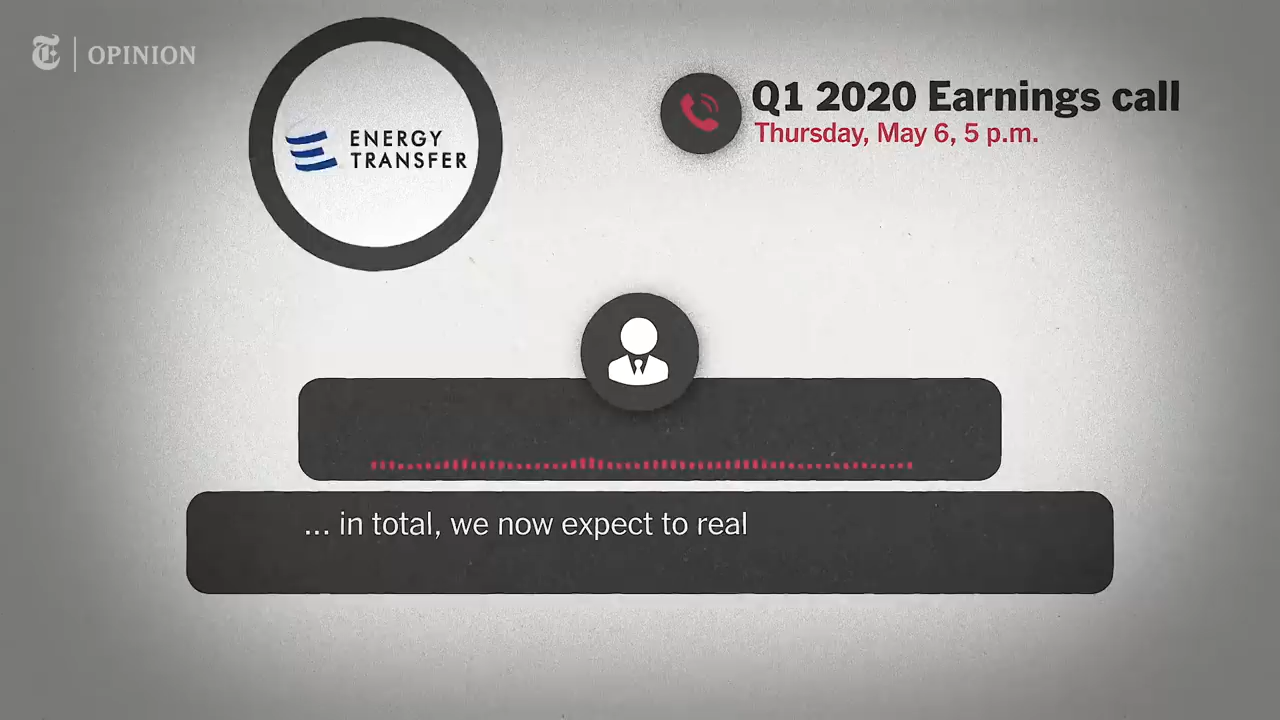 OPINION
ENERGY
TRANSFER
Q1 2020 Earnings call
Thursday, May 6, 5 p.m.
... in total, we now expect to real